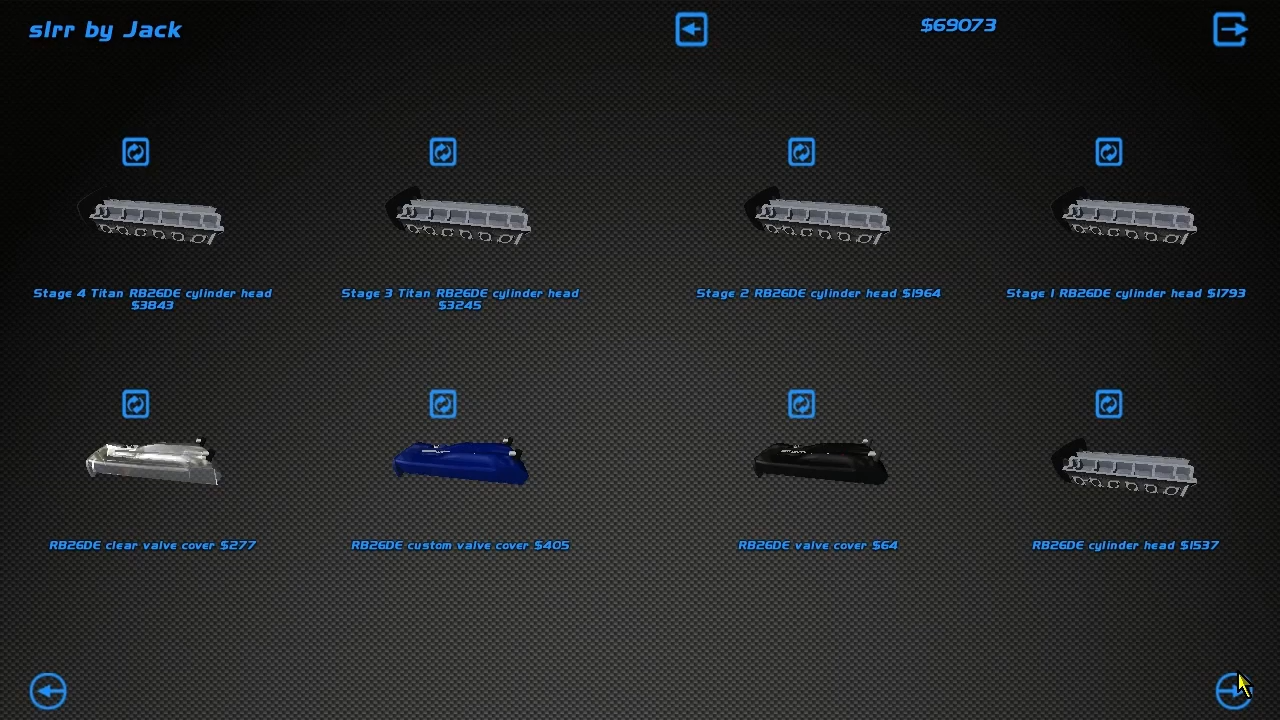 slrr by Jack
$69073
Stage 4 Titan RB26DE cylinder head
$3843
Stage 3 Titan RB26DE cylinder head
$3245
Stage 2 RB26DE cylinder head $1964
Stage 1 RB26DE cylinder head $1793
RB26DE clear valve cover $277
RB26DE custom valve cover $405
RB26DE valve cover $64
RB26DE cylinder head $1537